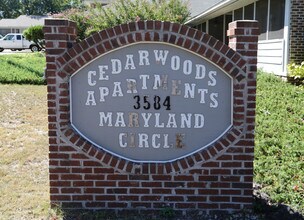 CEDARWOODS
APARTMENTS
3584
MARYLAND
CIRCLE